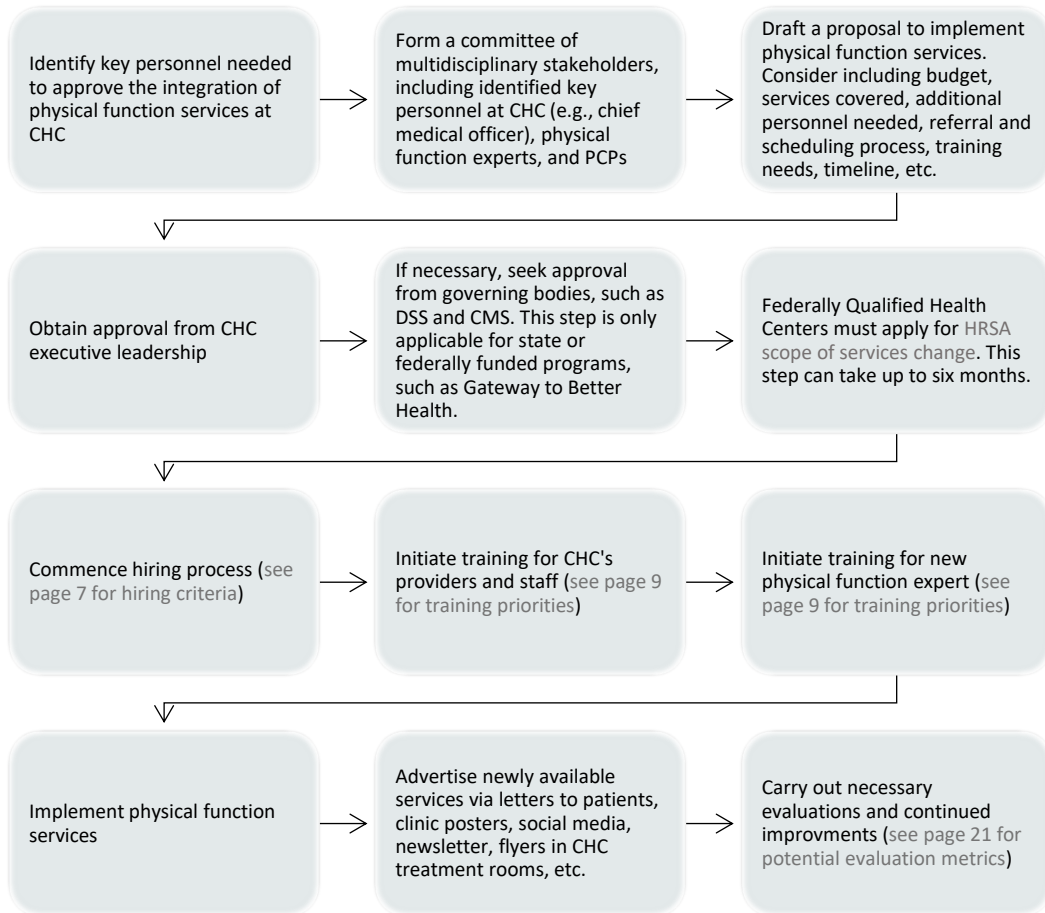 Identify key personnel needed
to approve the integration of
physical function services at
CHC
Form a committee of
multidisciplinary stakeholders,
including identified key
personnel at CHC (e.g., chief
medical officer), physical
function experts, and PCPs
Draft a proposal to implement
physical function services.
Consider including budget,
services covered, additional
personnel needed, referral and
scheduling process, training
needs, timeline, etc.
Obtain approval from CHC
executive leadership
If necessary, seek approval
from governing bodies, such as
DSS and CMS. This step is only
applicable for state or
federally funded programs,
such as Gateway to Better
Health.
Federally Qualified Health
Centers must apply for HRSA
scope of services change. This
step can take up to six months.
Commence hiring process (see
page 7 for hiring criteria)
Initiate training for CHC's
providers and staff (see page 9
for training priorities)
Initiate training for new
physical function expert (see
page 9 for training priorities)
Implement physical function
services
Advertise newly available
services via letters to patients,
clinic posters, social media,
newsletter, flyers in CHC
treatment rooms, etc.
Carry out necessary
evaluations and continued
improvments (see page 21 for
potential evaluation metrics)